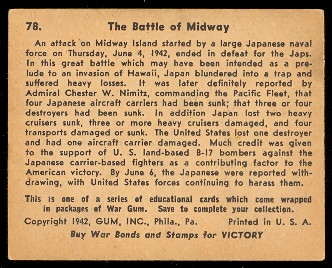 78. The Battle of Midway
An attack on Midway Island started by a large Japanese naval
force on Thursday, June 4, 1942, ended in defeat for the Japs.
In this great battle which may have been intended as a pre-
lude to an invasion of Hawaii, Japan blundered into a trap and
suffered heavy losses. It was later definitely reported by
Admiral Chester W. Nimitz, commanding the Pacific Fleet, that
four Japanese aircraft carriers had been sunk; that three or four
destroyers had been sunk. In addition Japan lost two heavy
cruisers sunk, three or more heavy cruisers damaged, and four
transports damaged or sunk. The United States lost one destroyer
and had one aircraft carrier damaged. Much credit was given
to the support of U. S. land-based B-17 bombers against the
Japanese carrier-based fighters as a contributing factor to the
American victory. By June 6, the Japanese were reported with-
drawing, with United States forces continuing to harass them.
This is one of a series of educational cards which come wrapped
in packages of War Gum. Save to complete your collection.
Copyright 1942, GUM, INC., Phila., Pa. Printed in U. S. A.
Buy War Bonds and Stamps for VICTORY